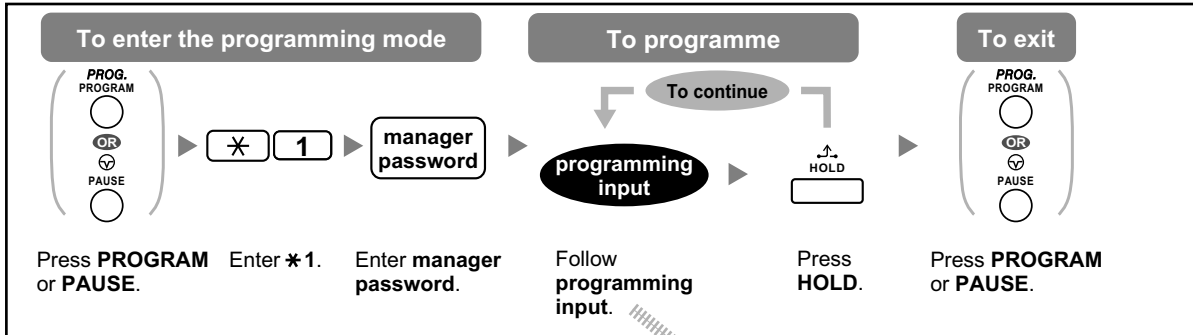 To enter the programming mode
To programme
To exit
PROG.
PROGRAM
OR
PAUSE
✳ 1
manager
password
To continue
programming
input
HOLD
PROG.
PROGRAM
OR
PAUSE
Press PROGRAM
or PAUSE.
Enter ✳1.
Enter manager
password.
Follow
programming
input.
Press
HOLD.
Press PROGRAM
or PAUSE.